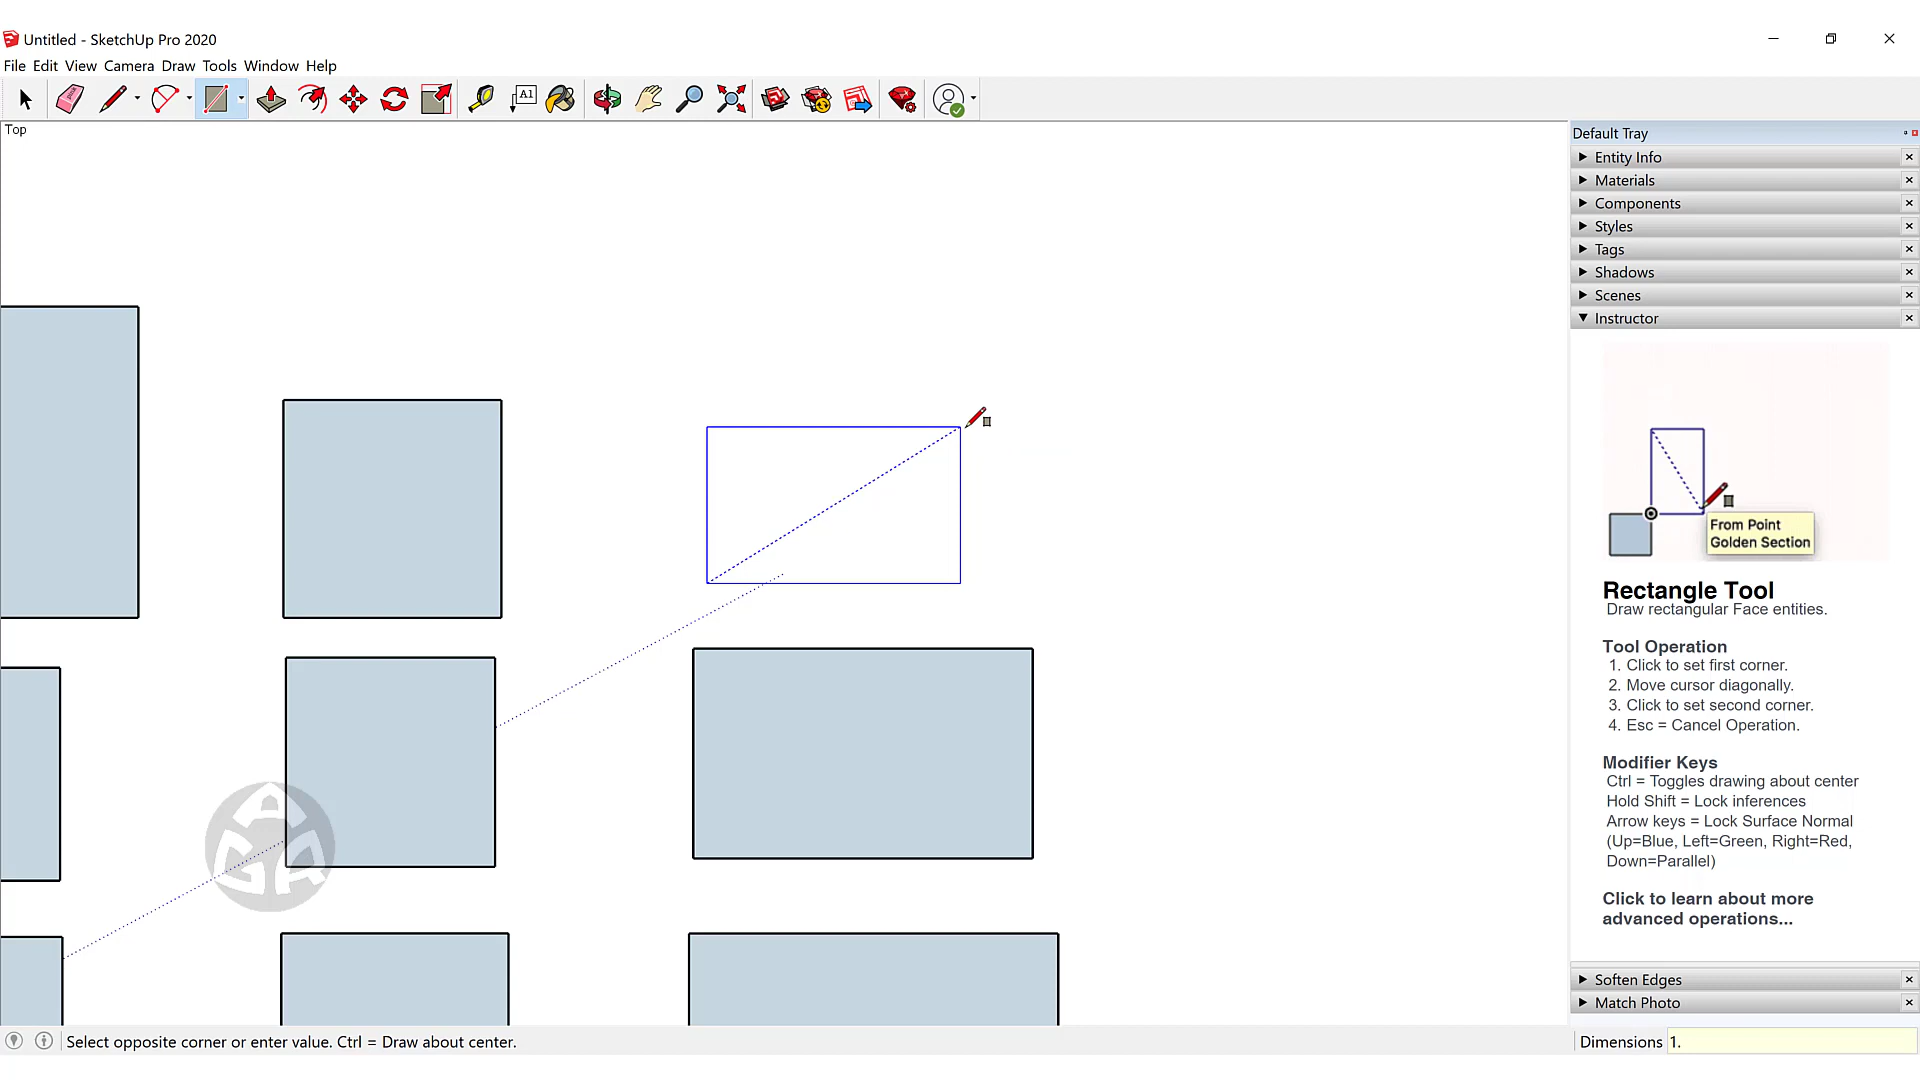 Untitled - SketchUp Pro 2020
File Edit View Camera Draw Tools Window Help
A1
Top
Default Tray
Entity Info
Materials
Components
Styles
Tags
Shadows
Scenes
Instructor
From Point
Golden Section
Rectangle Tool
Draw rectangular Face entities.
Tool Operation
1. Click to set first corner.
2. Move cursor diagonally.
3. Click to set second corner.
4. Esc = Cancel Operation.
Modifier Keys
Ctrl = Toggles drawing about center
Hold Shift = Lock inferences
Arrow keys = Lock Surface Normal
(Up=Blue, Left=Green, Right=Red,
Down=Parallel)
Click to learn about more
advanced operations...
Soften Edges
Match Photo
Select opposite corner or enter value. Ctrl = Draw about center.
Dimensions 1.